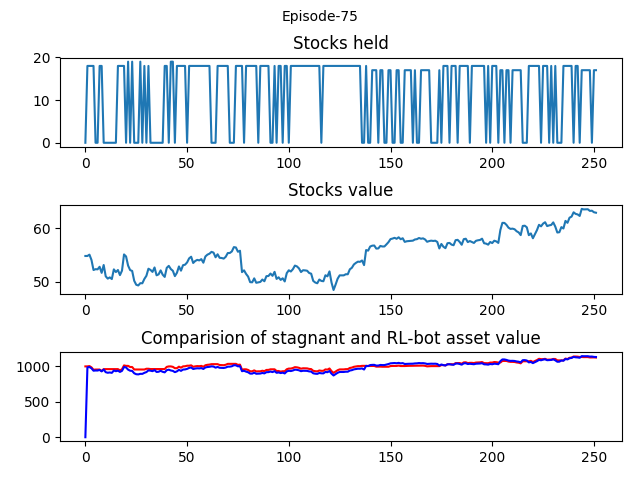 Episode-75
Stocks held
20
10
0
0 50 100 150 200 250
Stocks value
60
50
0 50 100 150 200 250
Comparision of stagnant and RL-bot asset value
1000
500
0
0 50 100 150 200 250